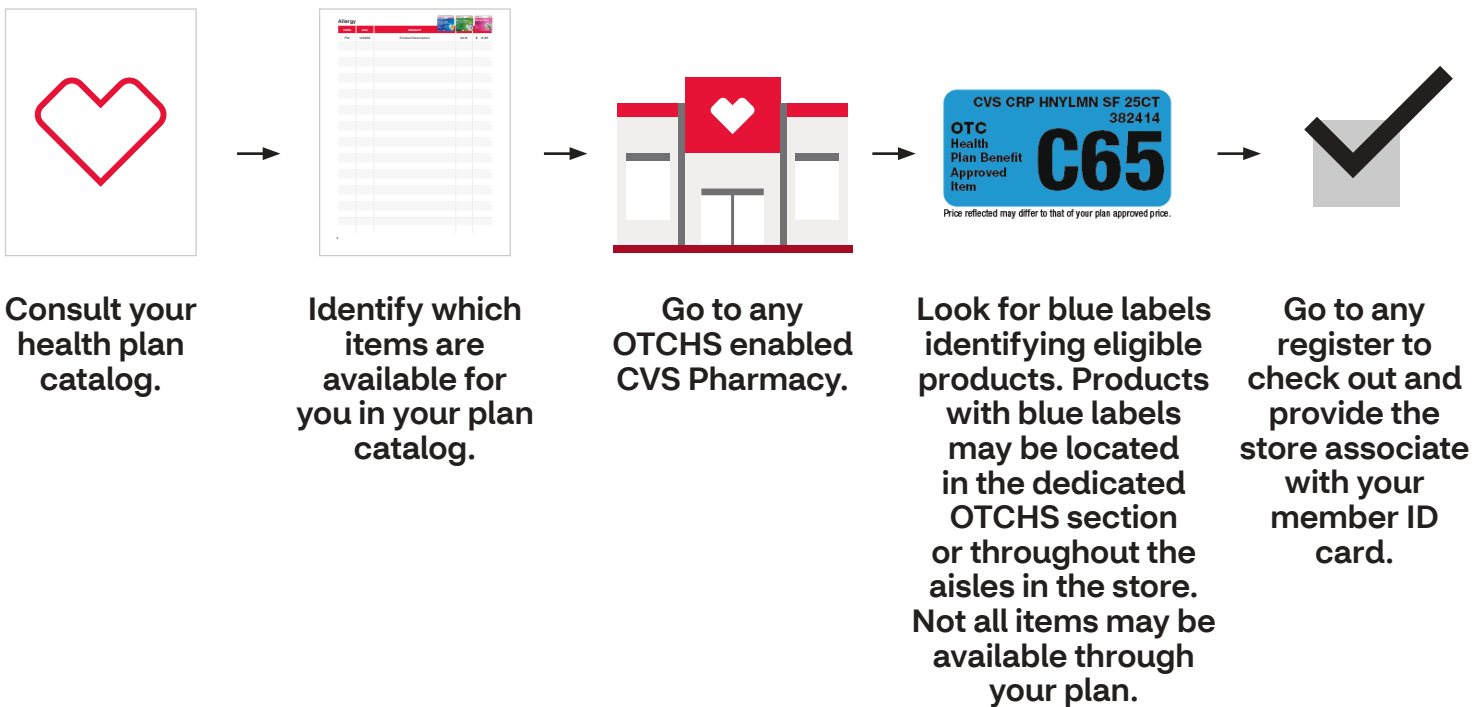 Allergy
Product Description
CVS CRP HNYLMN SF 25CT
382414
OTC
Health
Plan Benefit
Approved
Item
C65
Price reflected may differ to that of your plan approved price.
Consult your
health plan
catalog.
Identify which
items are
available for
you in your plan
catalog.
Go to any
OTCHS enabled
CVS Pharmacy.
Look for blue labels
identifying eligible
products. Products
with blue labels
may be located
in the dedicated
OTCHS section
or throughout the
aisles in the store.
Not all items may be
available through
your plan.
Go to any
register to
check out and
provide the
store associate
with your
member ID
card.